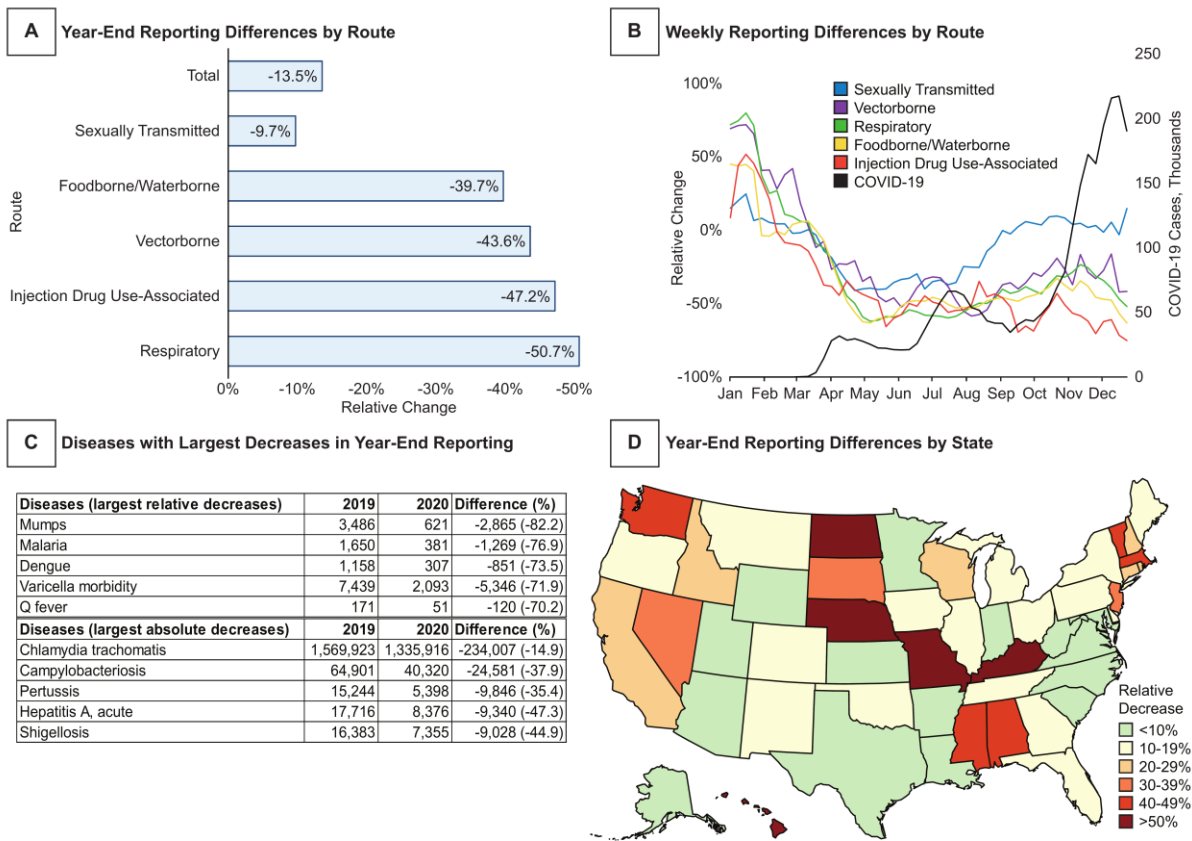 A Year-End Reporting Differences by Route
Total
-13.5%
Sexually Transmitted
-9.7%
Foodborne/Waterborne
-39.7%
Vectorborne
-43.6%
Injection Drug Use-Associated
-47.2%
Respiratory
-50.7%
Route
0% -10% -20% -30% -40% -50%
Relative Change
B Weekly Reporting Differences by Route
100%
50%
0%
-50%
-100%
Relative Change
Sexually Transmitted
Vectorborne
Respiratory
Foodborne/Waterborne
Injection Drug Use-Associated
COVID-19
250
200
150
100
50
0
COVID-19 Cases, Thousands
Jan Feb Mar Apr May Jun Jul Aug Sep Oct Nov Dec
C Diseases with Largest Decreases in Year-End Reporting
Diseases (largest relative decreases) 2019 2020 Difference (%)
Mumps 3,486 621 -2,865 (-82.2)
Malaria 1,650 381 -1,269 (-76.9)
Dengue 1,158 307 -851 (-73.5)
Varicella morbidity 7,439 2,093 -5,346 (-71.9)
Q fever 171 51 -120 (-70.2)
Diseases (largest absolute decreases) 2019 2020 Difference (%)
Chlamydia trachomatis 1,569,923 1,335,916 -234,007 (-14.9)
Campylobacteriosis 64,901 40,320 -24,581 (-37.9)
Pertussis 15,244 5,398 -9,846 (-35.4)
Hepatitis A, acute 17,716 8,376 -9,340 (-47.3)
Shigellosis 16,383 7,355 -9,028 (-44.9)
D Year-End Reporting Differences by State
Relative
Decrease
<10%
10-19%
20-29%
30-39%
40-49%
>50%